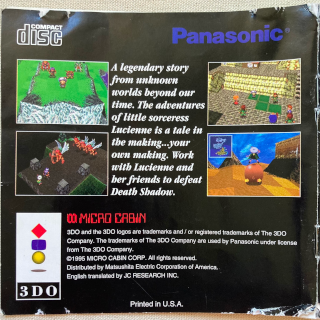 COMPACT
disc
Panasonic
A legendary story
from unknown
worlds beyond our
time. The adventures
of little sorceress
Lucienne is a tale in
the making...your
own making. Work
with Lucienne and
her friends to defeat
Death Shadow.
MICRO CABIN
3DO and the 3DO logos are trademarks and / or registered trademarks of The 3DO
Company. The trademarks of The 3DO Company are used by Panasonic under license
from The 3DO Company.
©1995 MICRO CABIN CORP. All rights reserved.
Distributed by Matsushita Electric Corporation of America.
English translated by JC RESEARCH INC.
3DO
Printed in U.S.A.